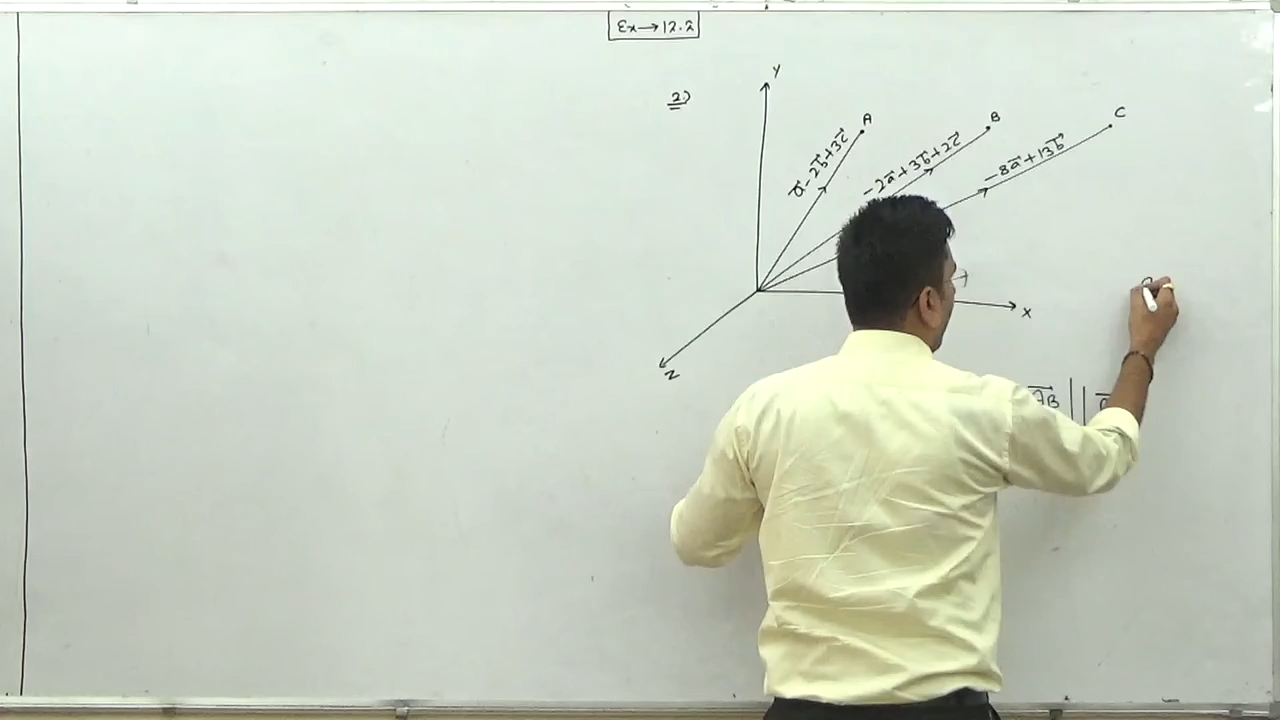 Ex→12.2
2.)
Y
A
B
C
a⃗-2b⃗+3c⃗
-2a⃗+3b⃗+2c⃗
-8a⃗+13b⃗
X
Z
A⃗B ||